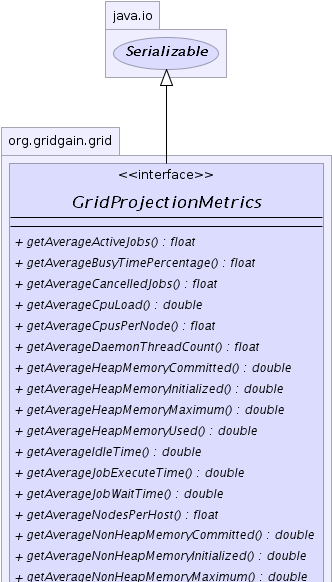 java.io
Serializable
org.gridgain.grid
<<interface>>
GridProjectionMetrics
+ getAverageActiveJobs() : float
+ getAverageBusyTimePercentage() : float
+ getAverageCancelledJobs() : float
+ getAverageCpuLoad() : double
+ getAverageCpusPerNode() : float
+ getAverageDaemonThreadCount() : float
+ getAverageHeapMemoryCommitted() : double
+ getAverageHeapMemoryInitialized() : double
+ getAverageHeapMemoryMaximum() : double
+ getAverageHeapMemoryUsed() : double
+ getAverageIdleTime() : double
+ getAverageJobExecuteTime() : double
+ getAverageJobWaitTime() : double
+ getAverageNodesPerHost() : float
+ getAverageNonHeapMemoryCommitted() : double
+ getAverageNonHeapMemoryInitialized() : double
+ getAverageNonHeapMemoryMaximum() : double